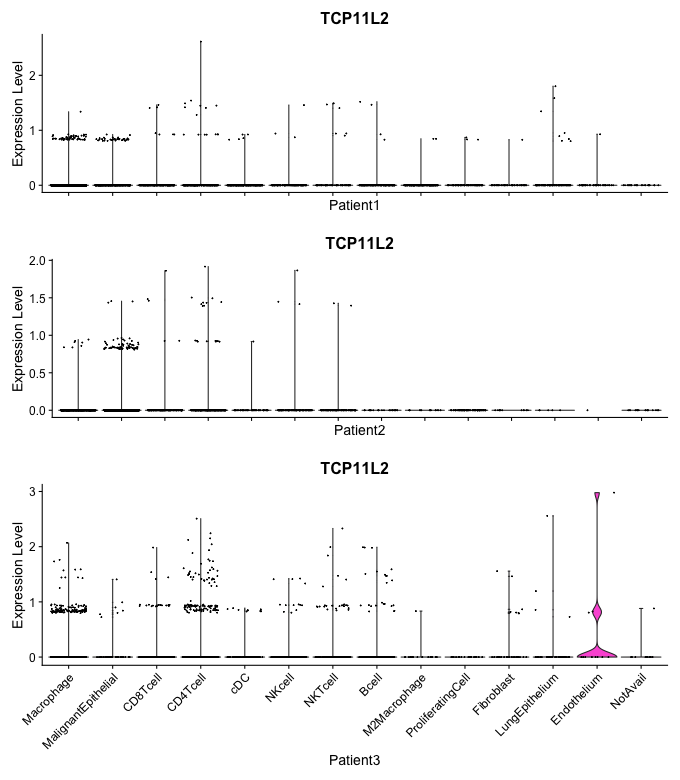 TCP11L2
Expression Level
2
1
0
Patient1
TCP11L2
Expression Level
2.0
1.5
1.0
0.5
0.0
Patient2
TCP11L2
Expression Level
3
2
1
0
Macrophage
MalignantEpithelial
CD8Tcell
CD4Tcell
cDC
NKcell
NKTcell
Bcell
M2Macrophage
ProliferatingCell
Fibroblast
LungEpithelium
Endothelium
NotAvail
Patient3